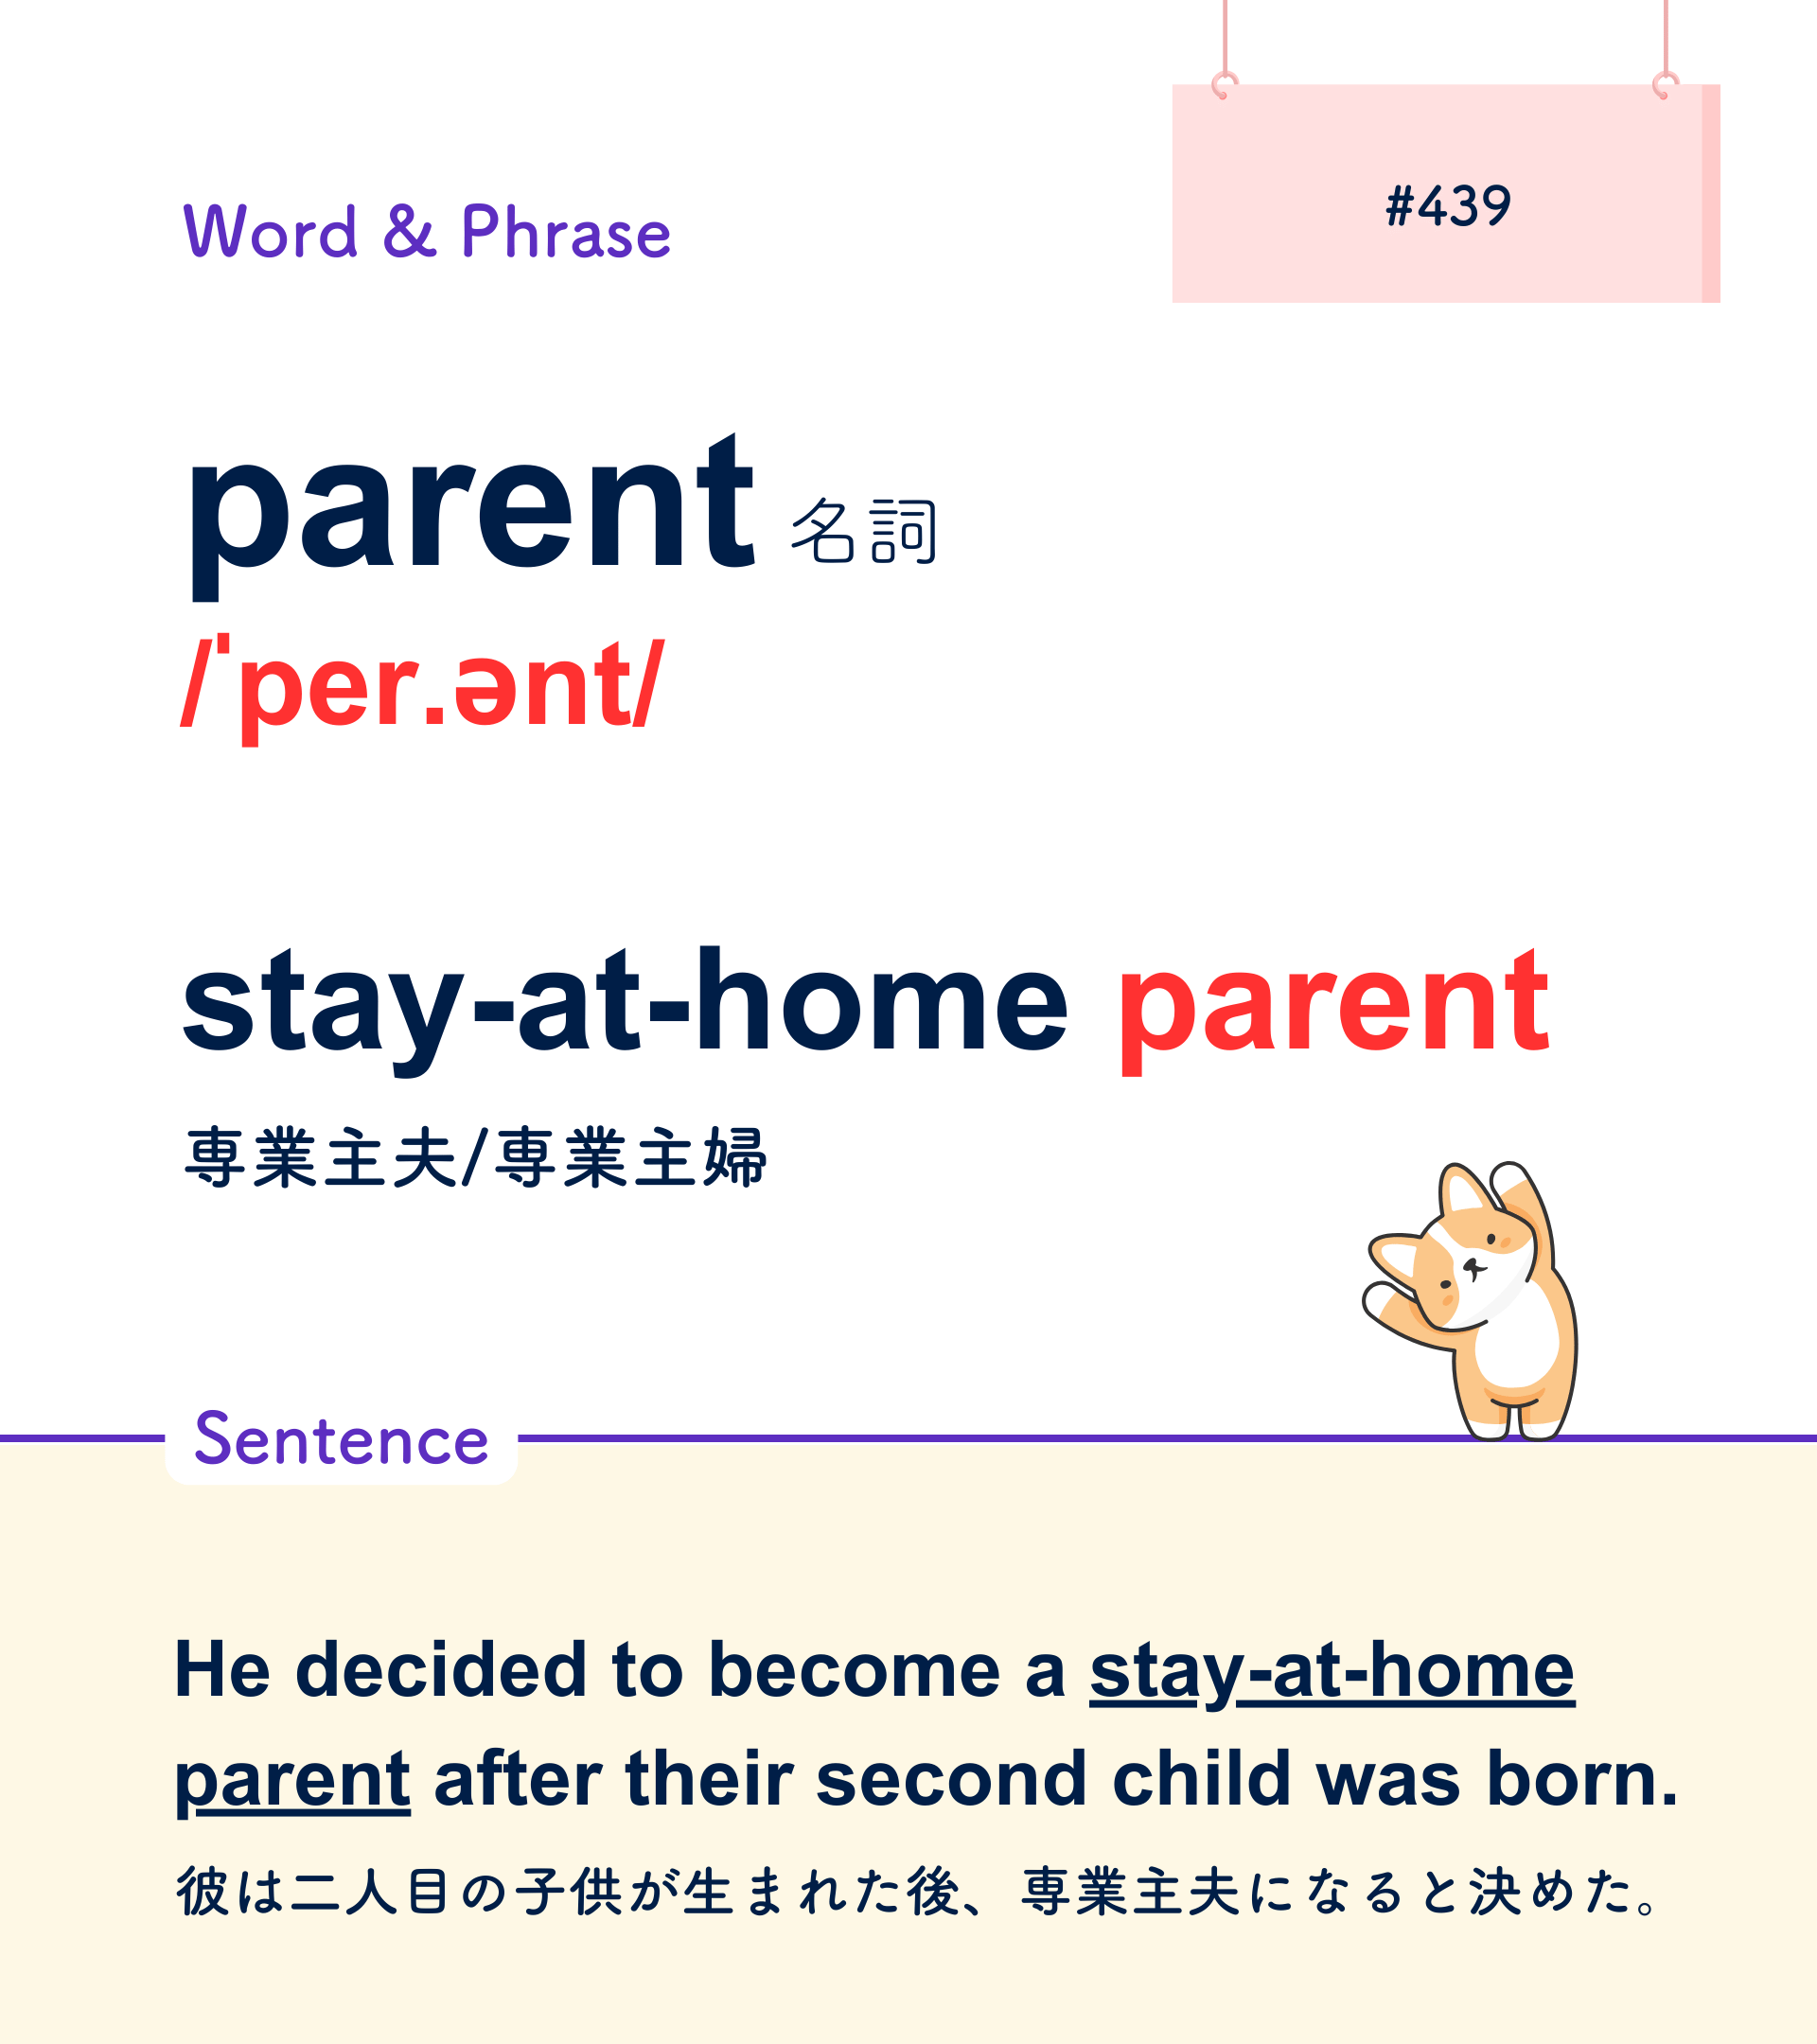 #439
Word & Phrase
parent 名詞
/ˈper.ənt/
stay-at-home parent
専業主夫/専業主婦
Sentence
He decided to become a stay-at-home
parent after their second child was born.
彼は二人目の子供が生まれた後、専業主夫になると決めた。